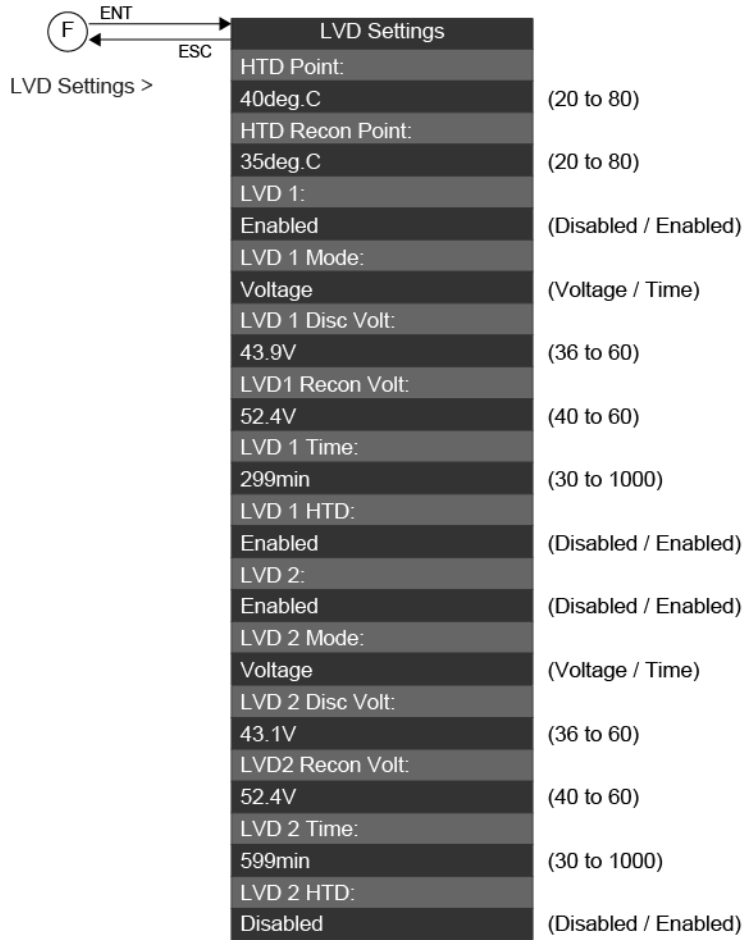 F
ENT
ESC
LVD Settings >
LVD Settings
HTD Point:
40deg.C (20 to 80)
HTD Recon Point:
35deg.C (20 to 80)
LVD 1:
Enabled (Disabled / Enabled)
LVD 1 Mode:
Voltage (Voltage / Time)
LVD 1 Disc Volt:
43.9V (36 to 60)
LVD1 Recon Volt:
52.4V (40 to 60)
LVD 1 Time:
299min (30 to 1000)
LVD 1 HTD:
Enabled (Disabled / Enabled)
LVD 2:
Enabled (Disabled / Enabled)
LVD 2 Mode:
Voltage (Voltage / Time)
LVD 2 Disc Volt:
43.1V (36 to 60)
LVD2 Recon Volt:
52.4V (40 to 60)
LVD 2 Time:
599min (30 to 1000)
LVD 2 HTD:
Disabled (Disabled / Enabled)